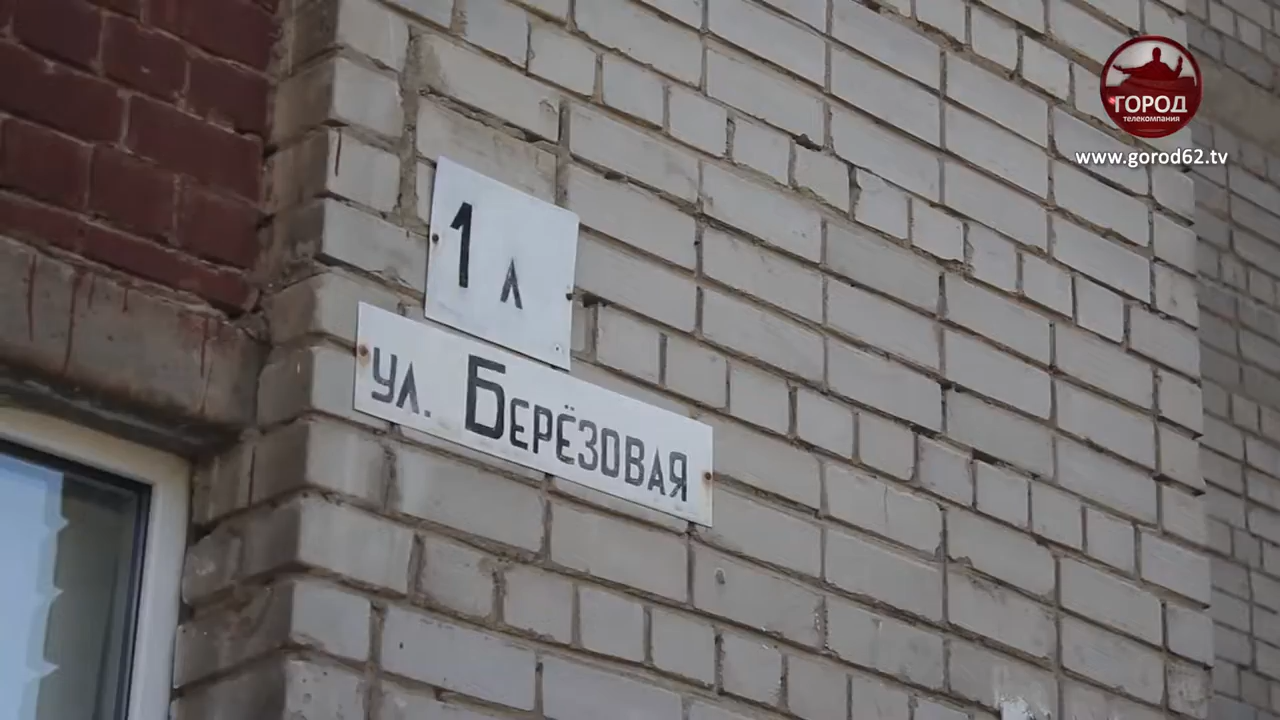 ГОРОД
телекомпания
www.gorod62.tv
1 л
ул. Берёзовая